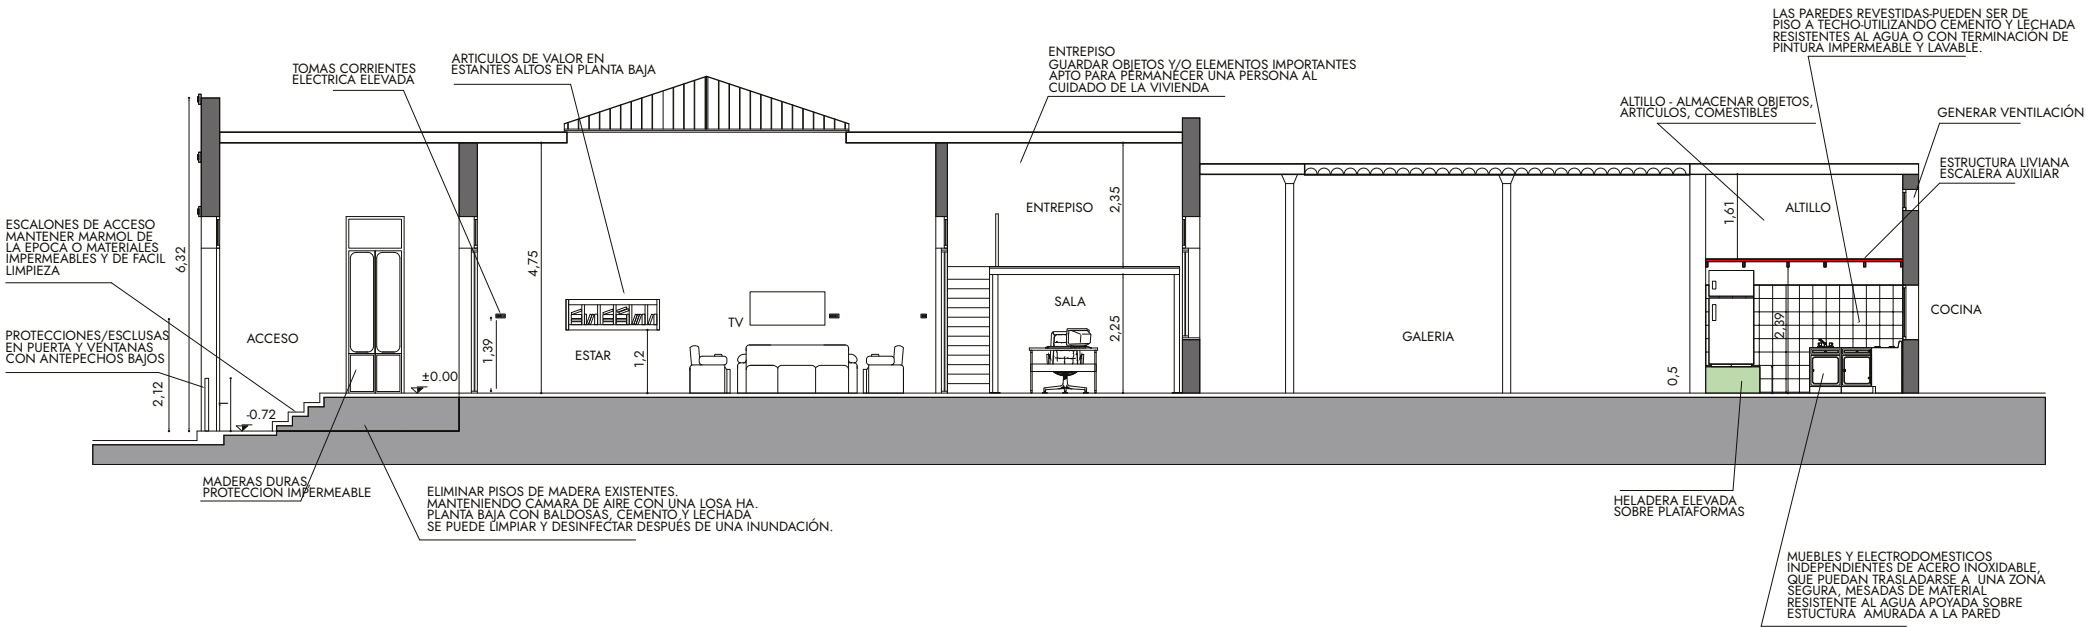 LAS PAREDES REVESTIDAS-PUEDEN SER DE
PISO A TECHO-UTILIZANDO CEMENTO Y LECHADA
RESISTENTES AL AGUA O CON TERMINACIÓN DE
PINTURA IMPERMEABLE Y LAVABLE.
TOMAS CORRIENTES
ELECTRICA ELEVADA
ARTICULOS DE VALOR EN
ESTANTES ALTOS EN PLANTA BAJA
ENTREPISO
GUARDAR OBJETOS Y/O ELEMENTOS IMPORTANTES
APTO PARA PERMANECER UNA PERSONA AL
CUIDADO DE LA VIVIENDA
ALTILLO - ALMACENAR OBJETOS,
ARTICULOS, COMESTIBLES
GENERAR VENTILACIÓN
ESTRUCTURA LIVIANA
ESCALERA AUXILIAR
ESCALONES DE ACCESO
MANTENER MARMOL DE
LA EPOCA O MATERIALES
IMPERMEABLES Y DE FACIL
LIMPIEZA
6,32
4,75
ENTREPISO
2,35
1,61
ALTILLO
PROTECCIONES/ESCLUSAS
EN PUERTA Y VENTANAS
CON ANTEPECHOS BAJOS
ACCESO
1,39
ESTAR
1,2
TV
SALA
2,25
GALERIA
2,39
COCINA
2,12
1
-0.72
±0.00
0,5
MADERAS DURAS,
PROTECCION IMPERMEABLE
ELIMINAR PISOS DE MADERA EXISTENTES.
MANTENIENDO CAMARA DE AIRE CON UNA LOSA HA.
PLANTA BAJA CON BALDOSAS, CEMENTO Y LECHADA
SE PUEDE LIMPIAR Y DESINFECTAR DESPUÉS DE UNA INUNDACIÓN.
HELADERA ELEVADA
SOBRE PLATAFORMAS
MUEBLES Y ELECTRODOMESTICOS
INDEPENDIENTES DE ACERO INOXIDABLE,
QUE PUEDAN TRASLADARSE A UNA ZONA
SEGURA, MESADAS DE MATERIAL
RESISTENTE AL AGUA APOYADA SOBRE
ESTUCTURA AMURADA A LA PARED